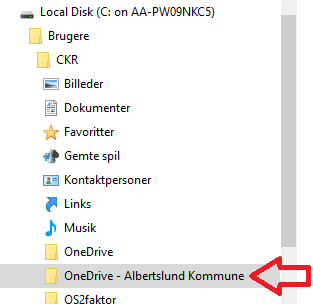 Local Disk (C: on AA-PW09NKC5)
Brugere
CKR
Billeder
Dokumenter
Favoritter
Gemte spil
Kontaktpersoner
Links
Musik
OneDrive
OneDrive - Albertslund Kommune
OS2faktor